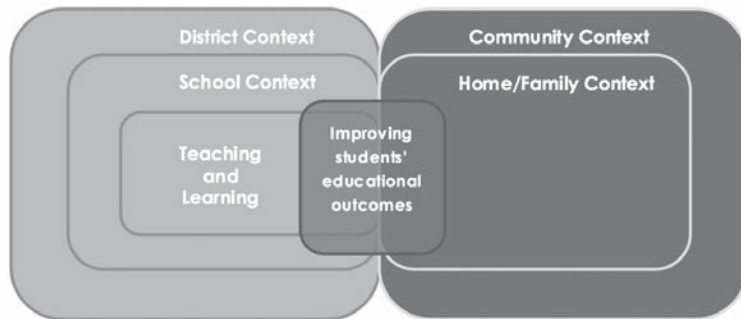 District Context
Community Context
School Context
Home/Family Context
Teaching
and
Learning
Improving
students'
educational
outcomes